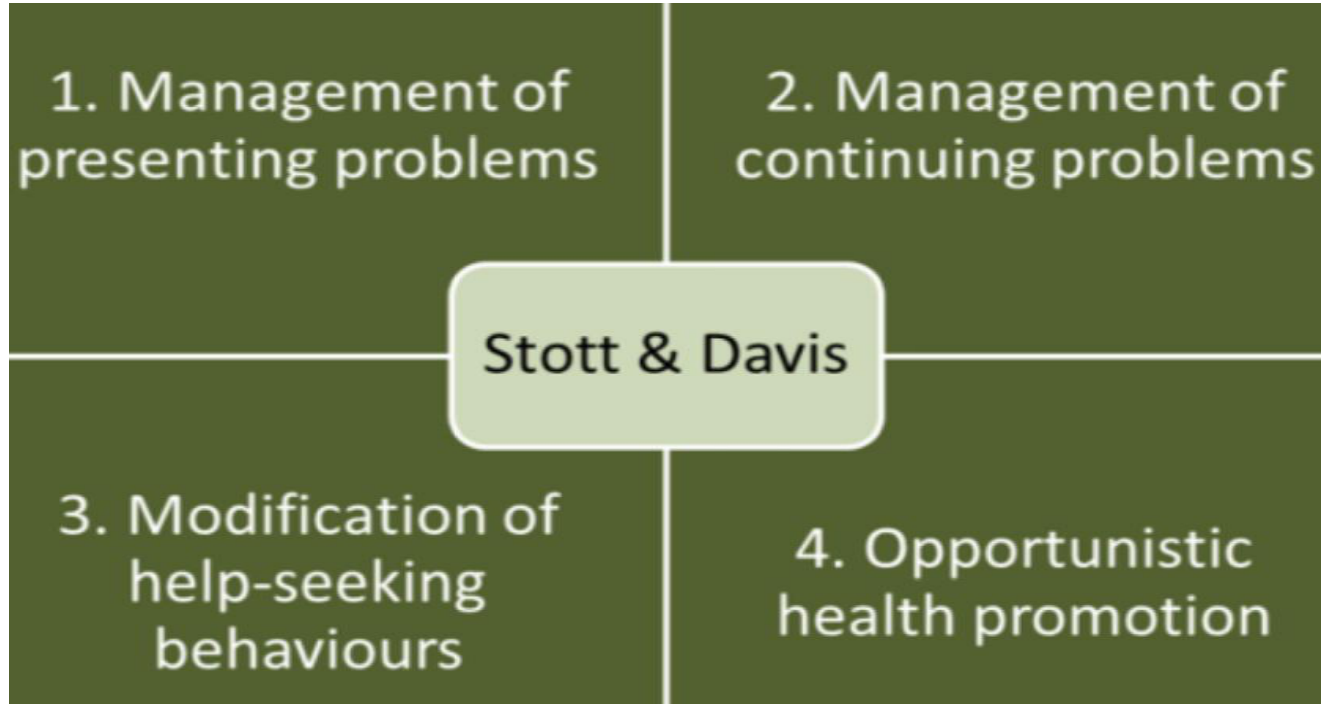 1. Management of
presenting problems
2. Management of
continuing problems
Stott & Davis
3. Modification of
help-seeking
behaviours
4. Opportunistic
health promotion